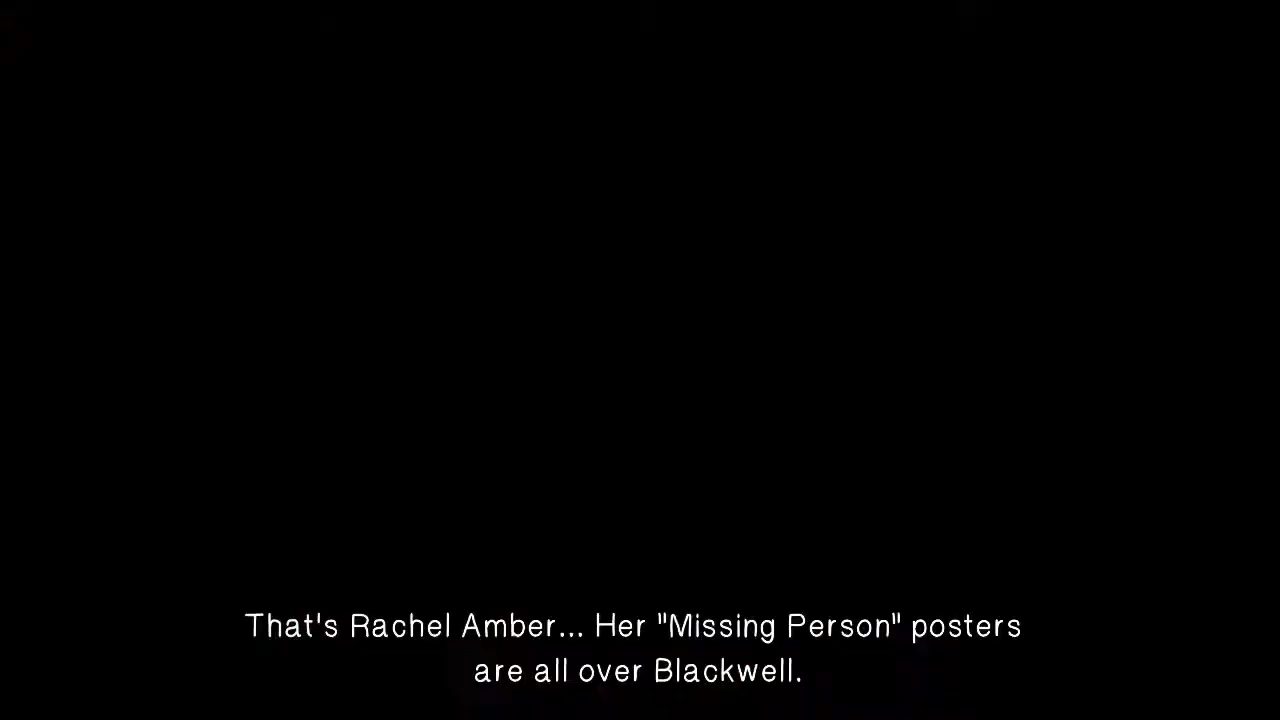 That's Rachel Amber... Her "Missing Person" posters
are all over Blackwell.